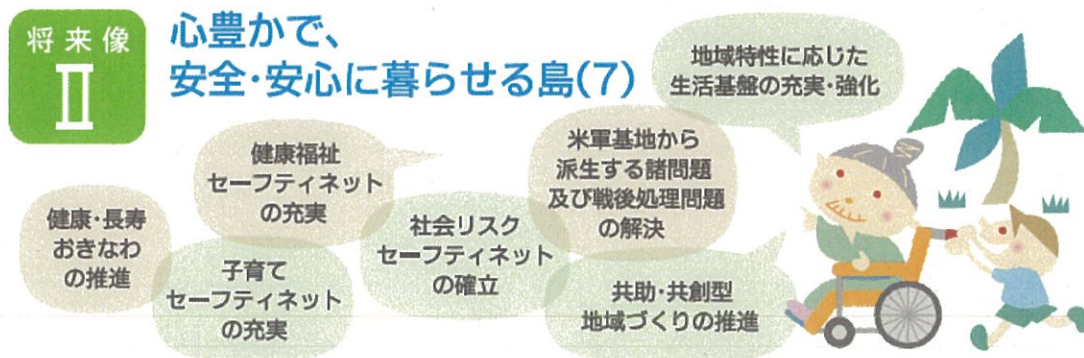 将来像
Ⅱ
心豊かで、
安全・安心に暮らせる島(7)
健康・長寿
おきなわ
の推進
健康福祉
セーフティネット
の充実
子育て
セーフティネット
の充実
社会リスク
セーフティネット
の確立
米軍基地から
派生する諸問題
及び戦後処理問題
の解決
地域特性に応じた
生活基盤の充実・強化
共助・共創型
地域づくりの推進